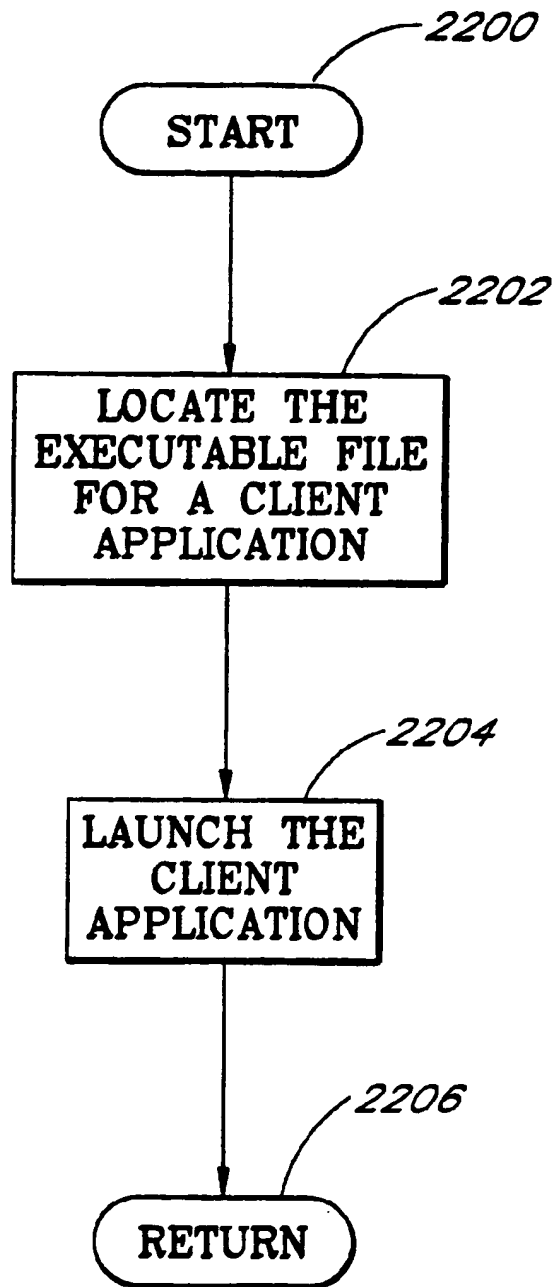 2200
START
2202
LOCATE THE
EXECUTABLE FILE
FOR A CLIENT
APPLICATION
2204
LAUNCH THE
CLIENT
APPLICATION
2206
RETURN